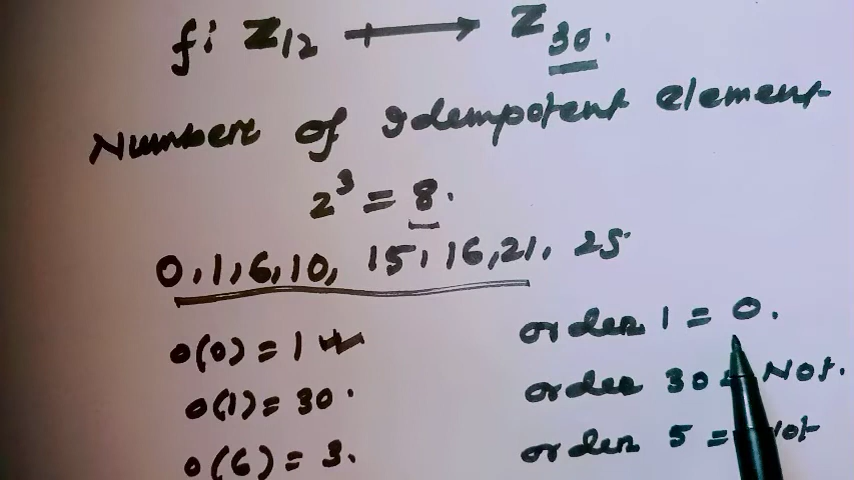 f: Z12 → Z30.
Numbers of Idempotent element
2³ = 8.
0, 1, 6, 10, 15, 16, 21, 25
o(0) = 1
order 1 = 0.
o(1) = 30.
order 30 = Not.
o(6) = 3.
order 5 = Not